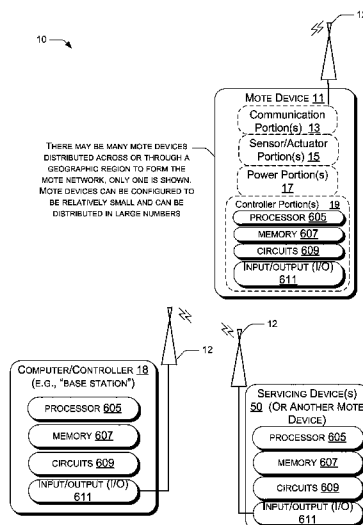 12
10
MOTE DEVICE 11
Communication
Portion(s) 13
Sensor/Actuator
Portion(s) 15
Power Portion(s)
17
Controller Portion(s) 19
PROCESSOR 605
MEMORY 607
CIRCUITS 609
INPUT/OUTPUT (I/O)
611
THERE MAY BE MANY MOTE DEVICES
DISTRIBUTED ACROSS OR THROUGH A
GEOGRAPHIC REGION TO FORM THE
MOTE NETWORK, ONLY ONE IS SHOWN.
MOTE DEVICES CAN BE CONFIGURED TO
BE RELATIVELY SMALL AND CAN BE
DISTRIBUTED IN LARGE NUMBERS
12
COMPUTER/CONTROLLER 18
(E.G., "BASE STATION")
PROCESSOR 605
MEMORY 607
CIRCUITS 609
INPUT/OUTPUT (I/O)
611
12
SERVICING DEVICE(S)
50 (OR ANOTHER MOTE
DEVICE)
PROCESSOR 605
MEMORY 607
CIRCUITS 609
INPUT/OUTPUT (I/O)
611